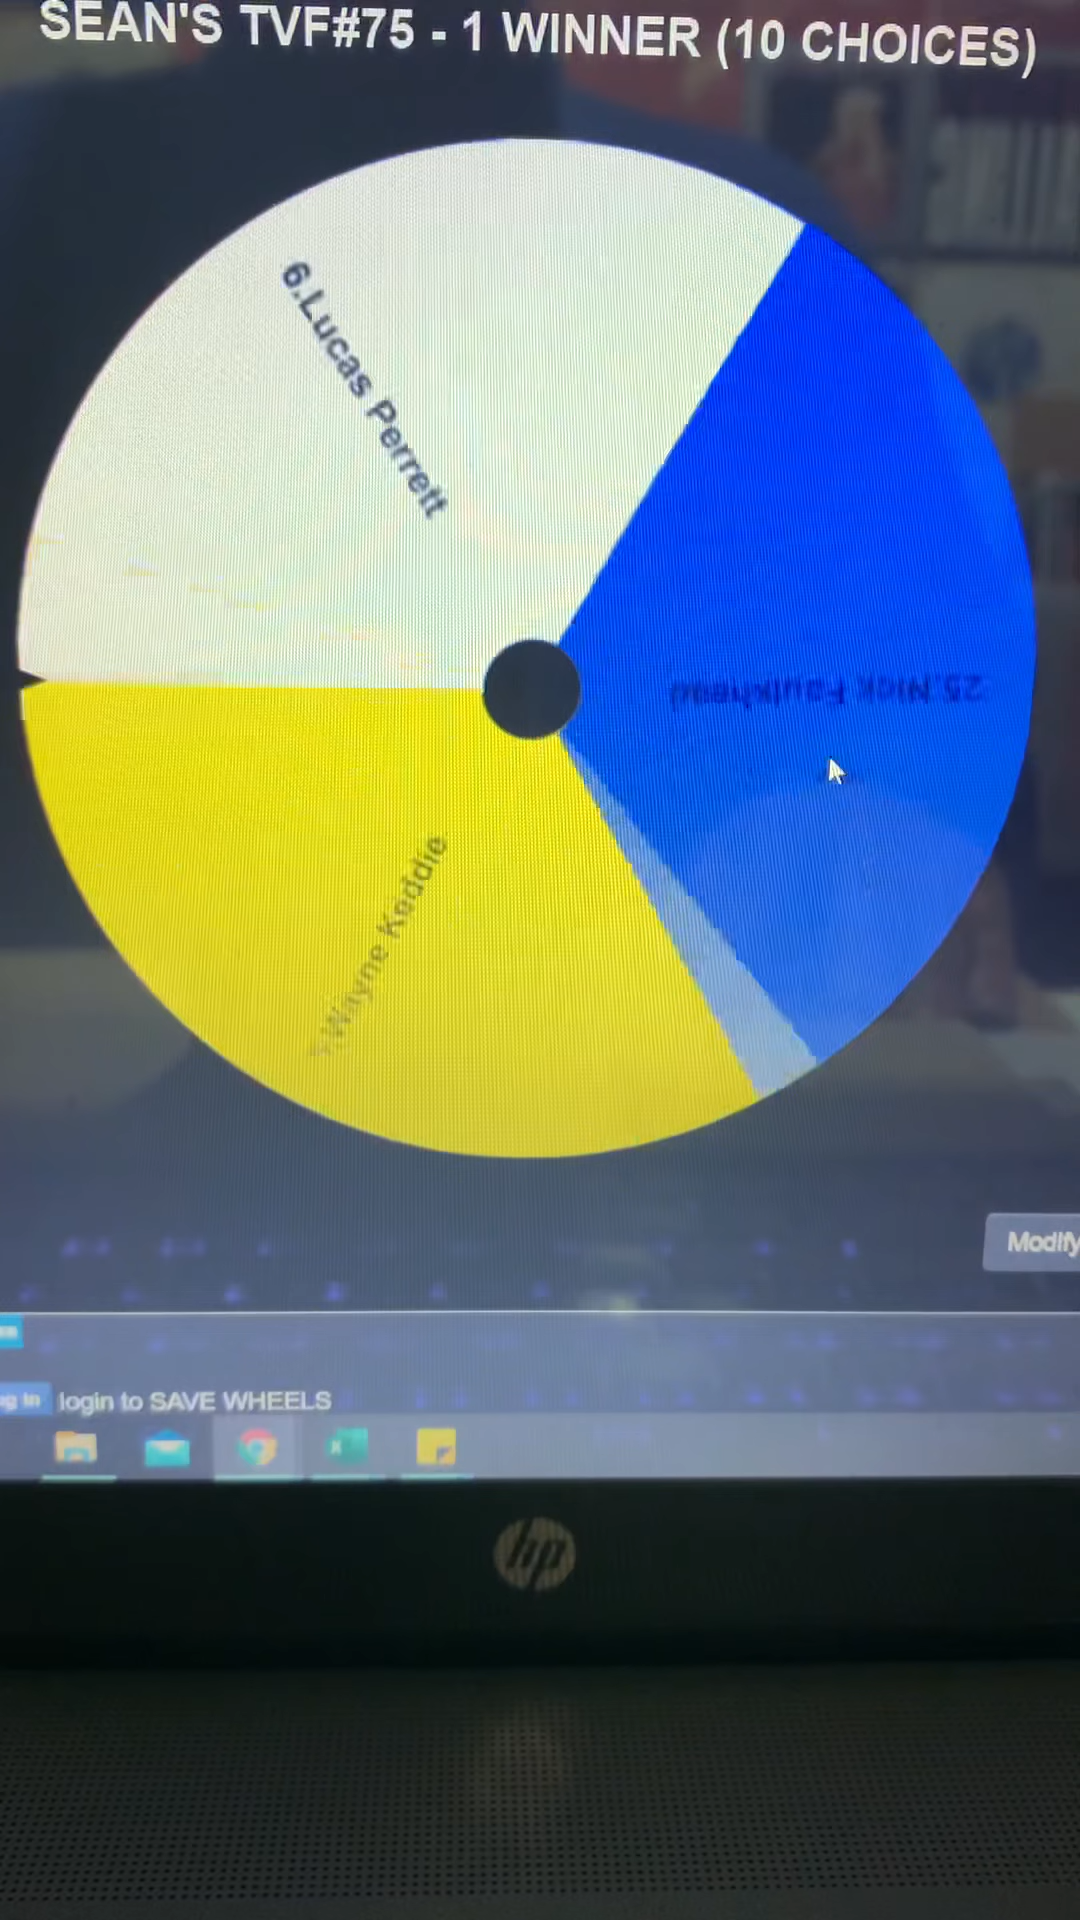 SEAN'S TVF#75 - 1 WINNER (10 CHOICES)
6.Lucas Perrett
25.Nick Faulkhead
Wayne Keddie
Modify
login to SAVE WHEELS
hp